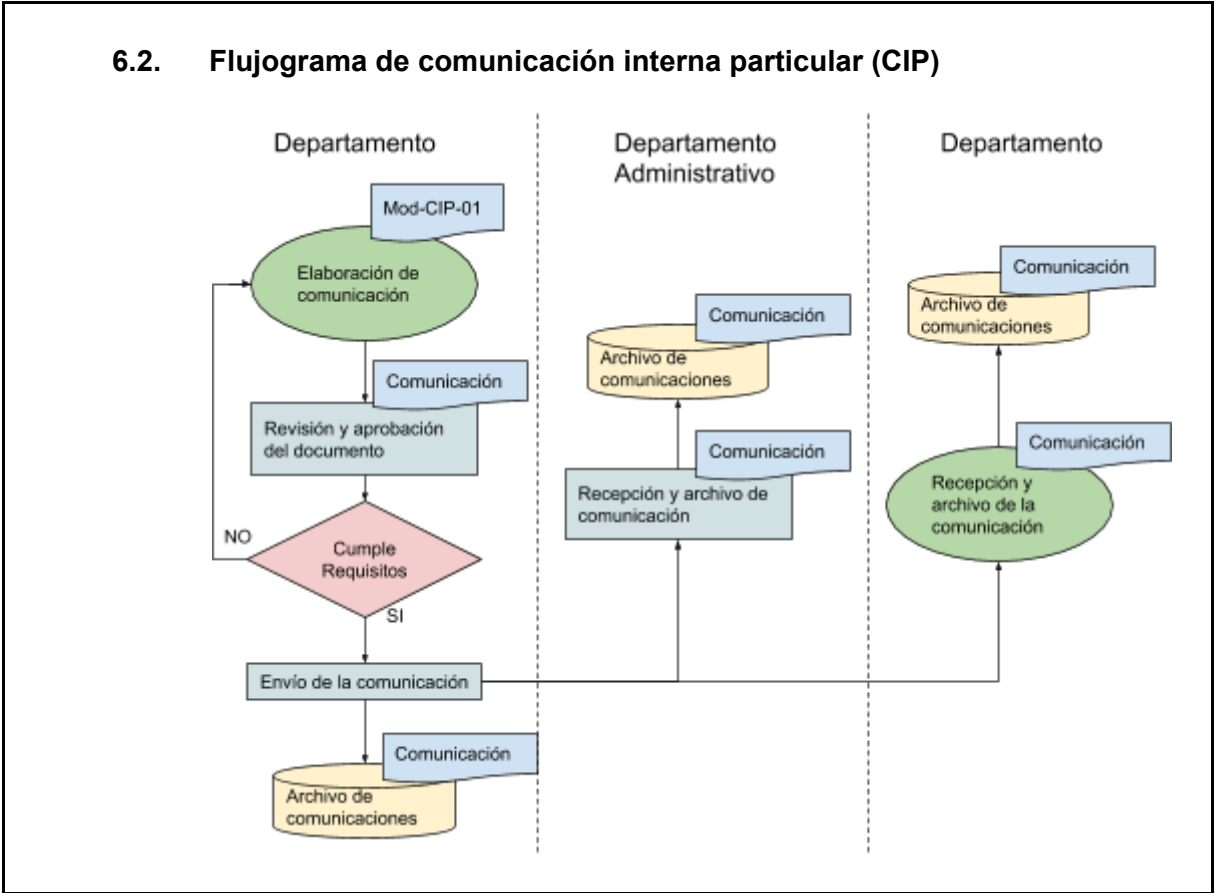 6.2. Flujograma de comunicación interna particular (CIP)
Departamento
Mod-CIP-01
Elaboración de
comunicación
Comunicación
Revisión y aprobación
del documento
NO
Cumple
Requisitos
SI
Envío de la comunicación
Comunicación
Archivo de
comunicaciones
Departamento
Administrativo
Comunicación
Archivo de
comunicaciones
Comunicación
Recepción y archivo de
comunicación
Departamento
Comunicación
Archivo de
comunicaciones
Comunicación
Recepción y
archivo de la
comunicación